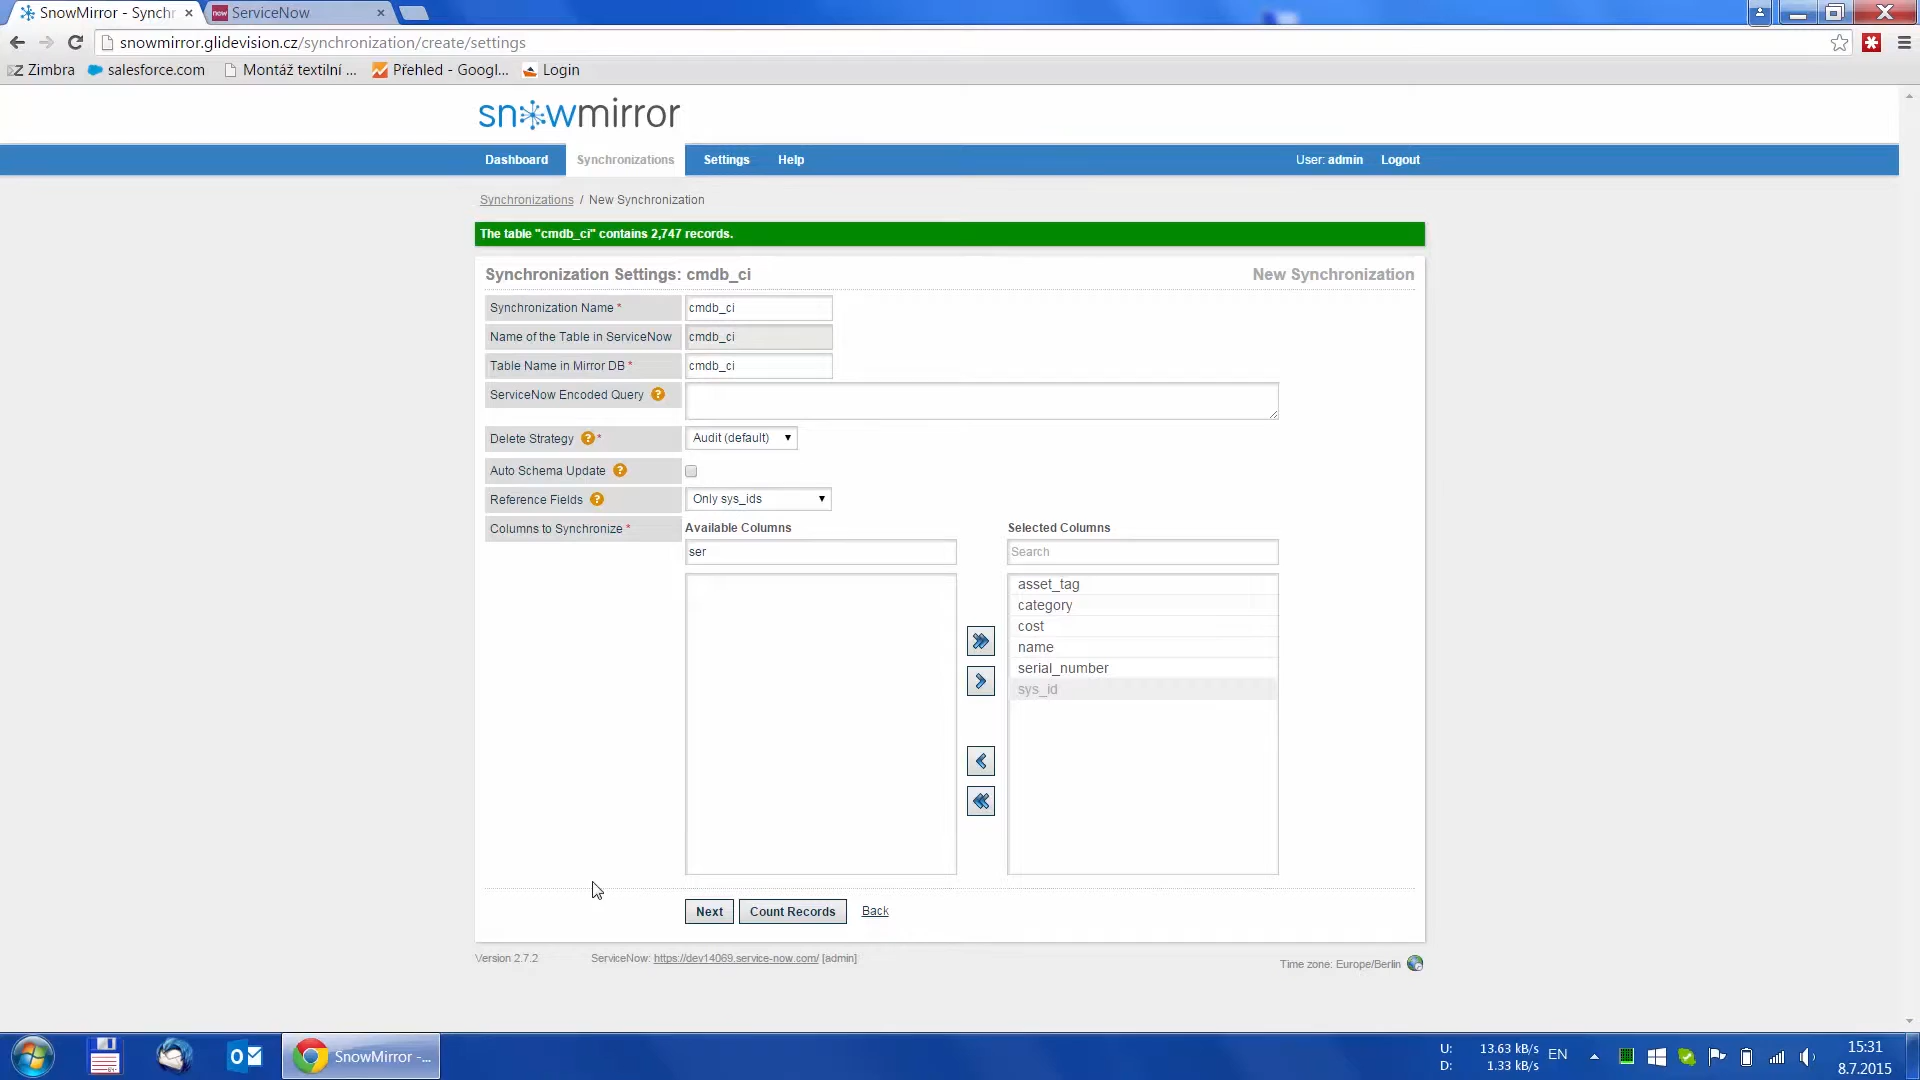 SnowMirror - Synchr
ServiceNow
snowmirror.glidevision.cz/synchronization/create/settings
Zimbra salesforce.com Montáž textilní ... Přehled - Googl... Login
snowmirror
Dashboard Synchronizations Settings Help User: admin Logout
Synchronizations / New Synchronization
The table "cmdb_ci" contains 2,747 records.
Synchronization Settings: cmdb_ci New Synchronization
Synchronization Name * cmdb_ci
Name of the Table in ServiceNow cmdb_ci
Table Name in Mirror DB * cmdb_ci
ServiceNow Encoded Query ?
Delete Strategy ? * Audit (default)
Auto Schema Update ?
Reference Fields ? Only sys_ids
Columns to Synchronize * Available Columns Selected Columns
ser Search
asset_tag
category
cost
name
serial_number
sys_id
Next Count Records Back
Version 2.7.2 ServiceNow: https://dev14069.service-now.com/ [admin] Time zone: Europe/Berlin
SnowMirror -...
U: 13.63 kB/s
D: 1.33 kB/s
EN
15:31
8.7.2015